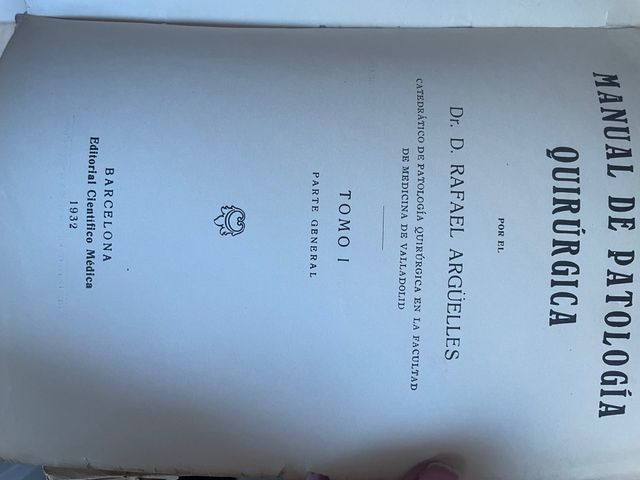 MANUAL DE PATOLOGÍA
QUIRÚRGICA
POR EL
Dr. D. RAFAEL ARGÜELLES
CATEDRÁTICO DE PATOLOGÍA QUIRÚRGICA EN LA FACULTAD
DE MEDICINA DE VALLADOLID
TOMO I
PARTE GENERAL
BARCELONA
Editorial Científico Médica
1932